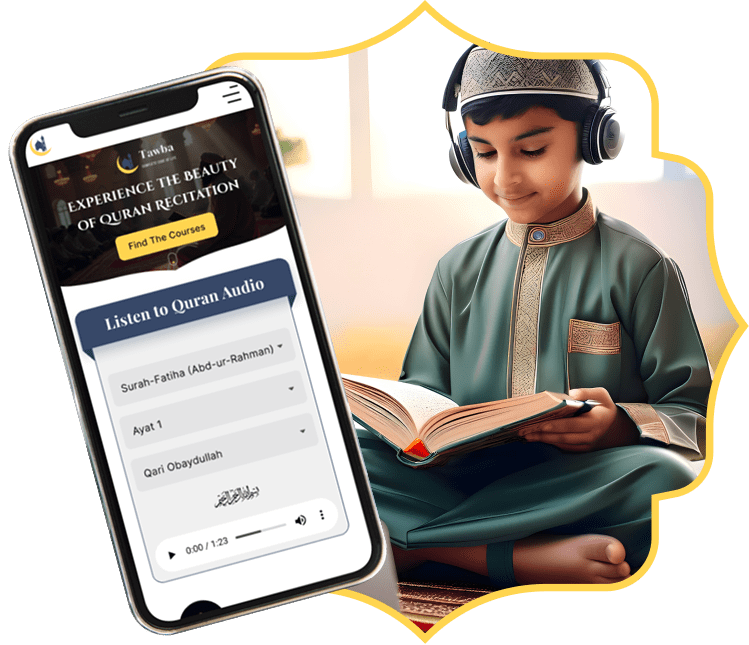 Tawba
EXPERIENCE THE BEAUTY
OF QURAN RECITATION
Find The Courses
Listen to Quran Audio
Surah-Fatiha (Abd-ur-Rahman)
Ayat 1
Qari Obaydullah
0:00 / 1:23